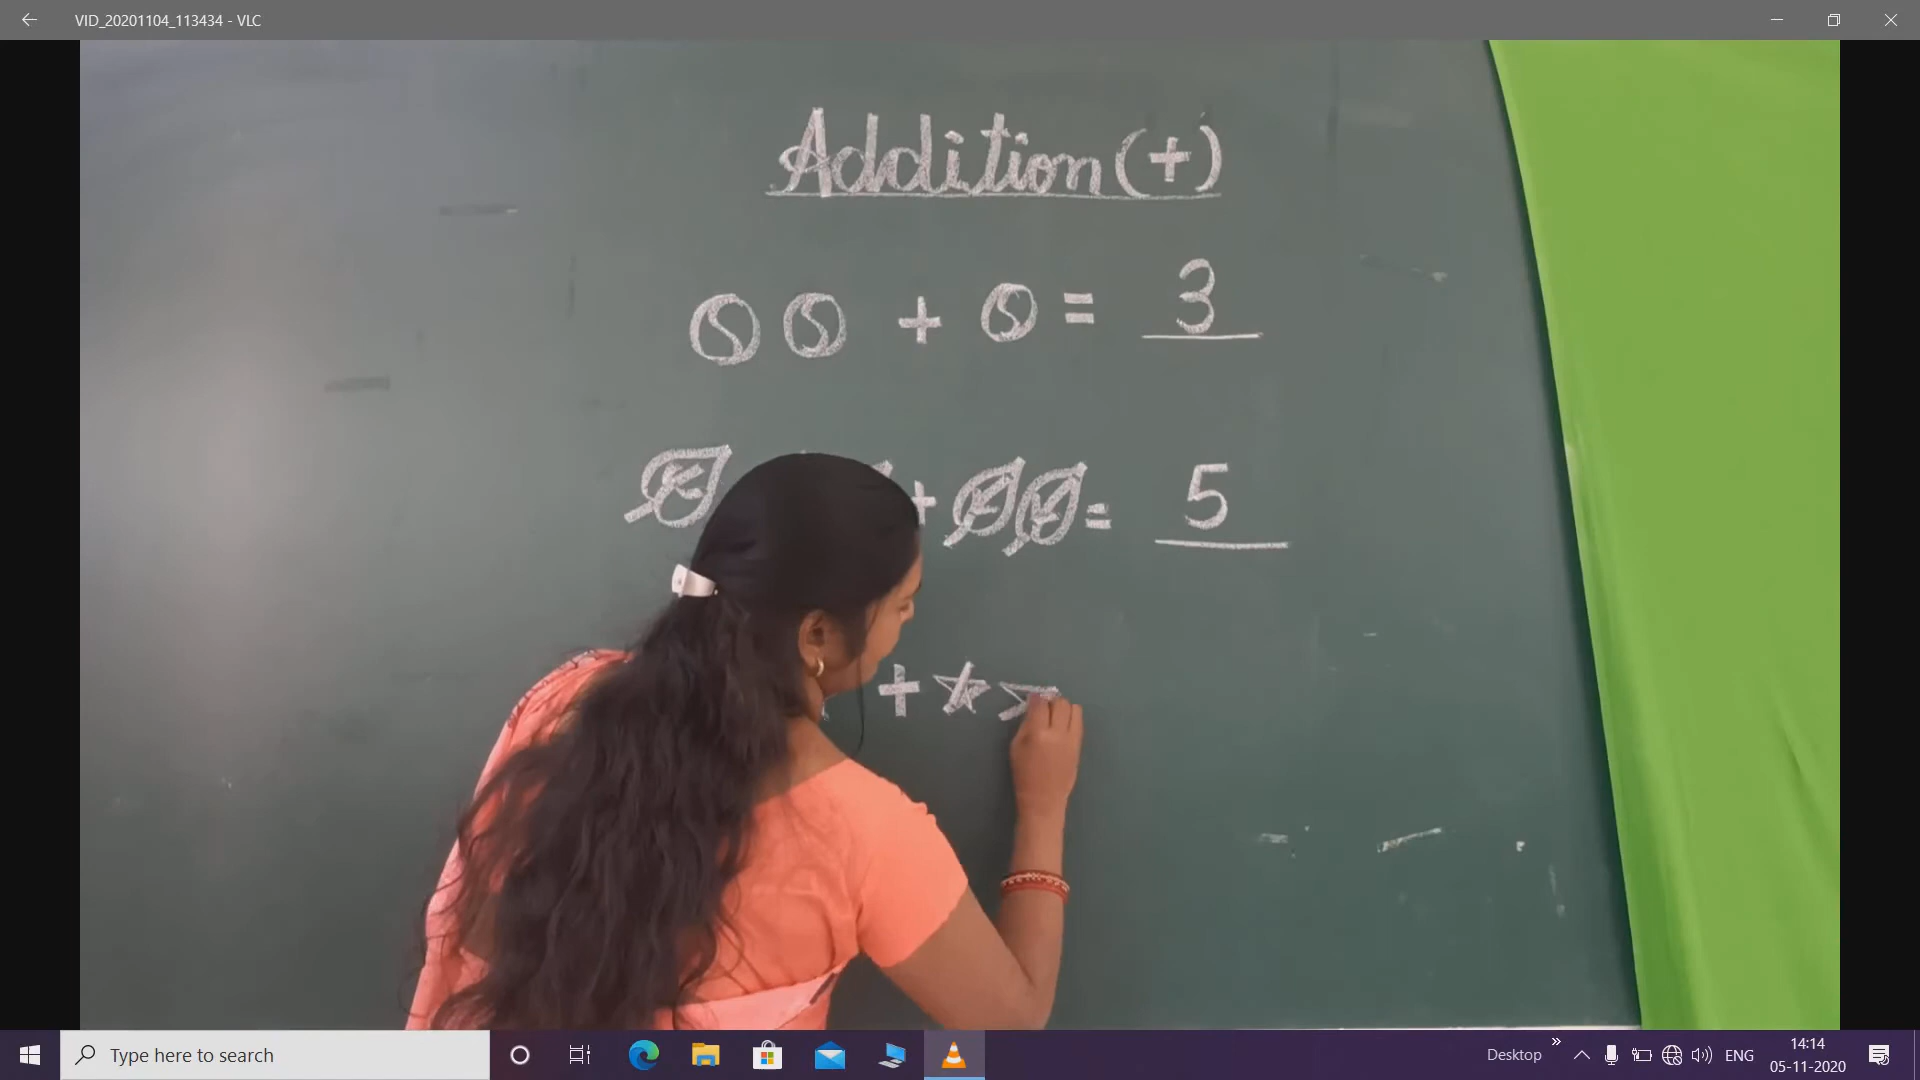 VID_20201104_113434 - VLC
Addition (+)
+ = 3
+ = 5
+
Type here to search
Desktop
ENG
14:14
05-11-2020